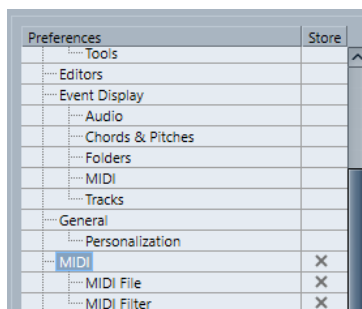 Preferences Store
Tools
Editors
Event Display
Audio
Chords & Pitches
Folders
MIDI
Tracks
General
Personalization
MIDI
MIDI File
MIDI Filter